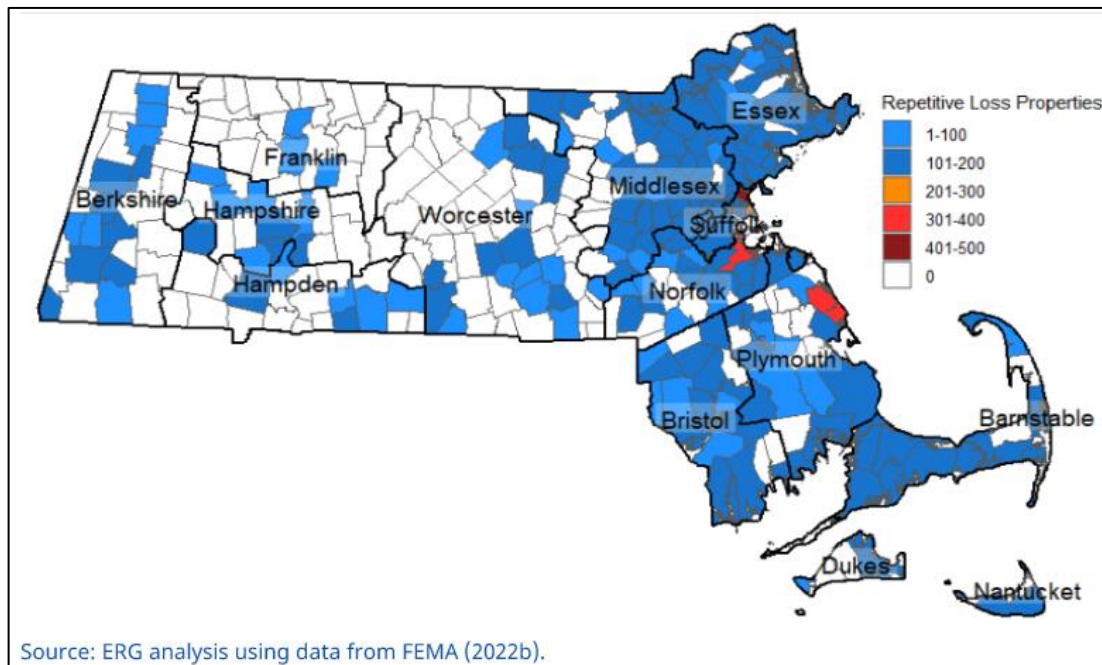 Essex
Repetitive Loss Properties
1-100
101-200
201-300
301-400
401-500
0
Franklin
Middlesex
Berkshire
Hampshire
Worcester
Suffolk
Hampden
Norfolk
Plymouth
Bristol
Barnstable
Dukes
Nantucket
Source: ERG analysis using data from FEMA (2022b).